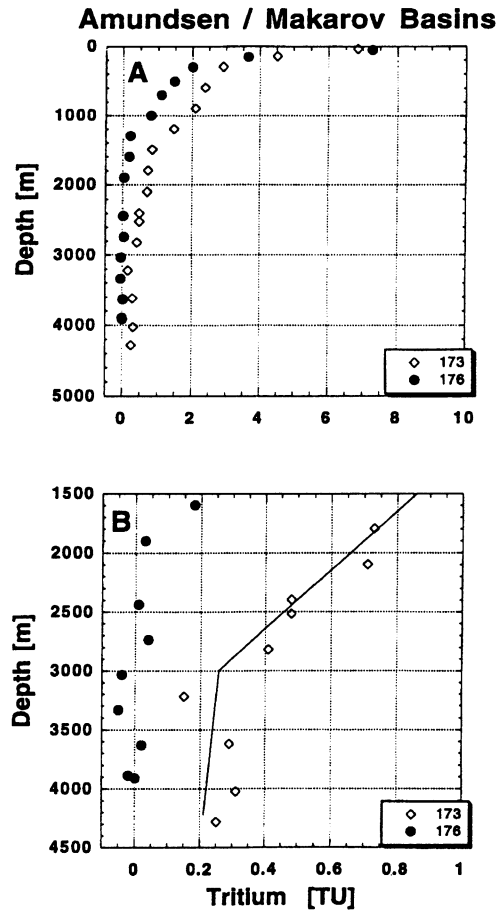 Amundsen / Makarov Basins
A
0
1000
2000
3000
4000
5000
Depth [m]
0 2 4 6 8 10
173
176
B
1500
2000
2500
3000
3500
4000
4500
Depth [m]
0 0.2 0.4 0.6 0.8 1
173
176
Tritium [TU]